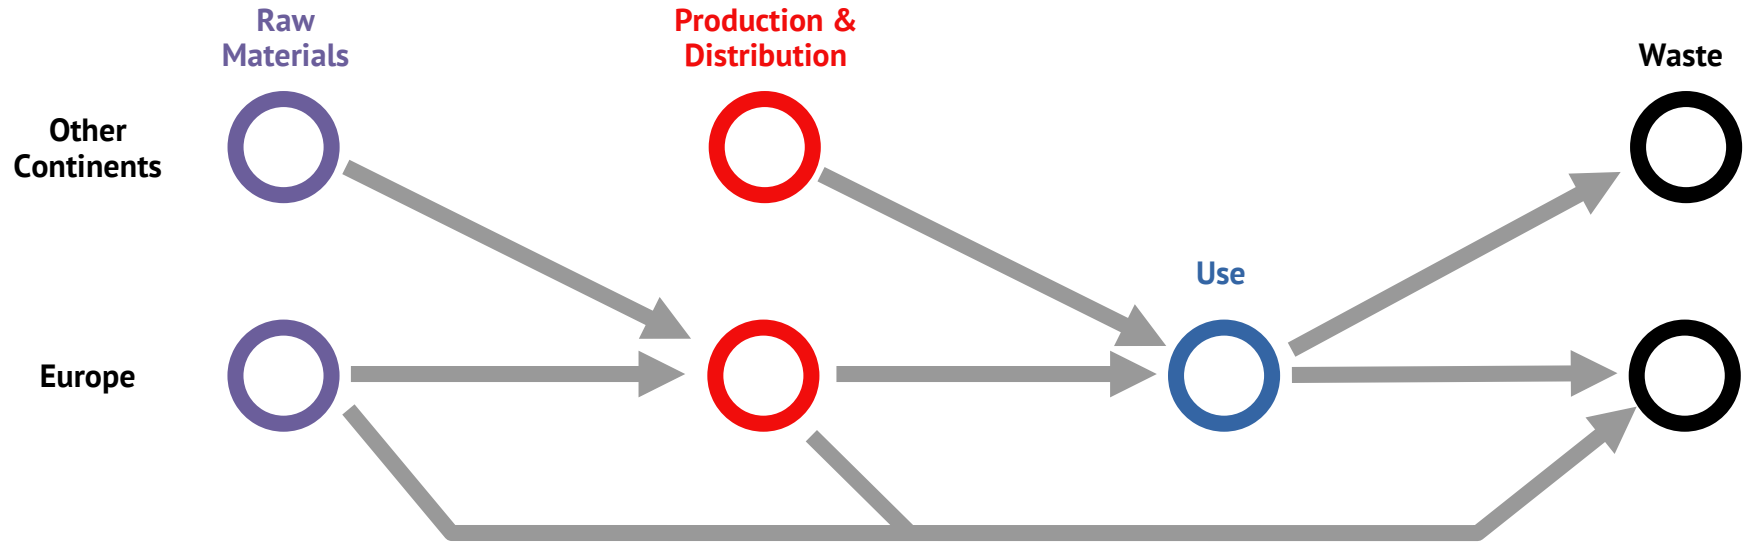 Raw
Materials
Production &
Distribution
Waste
Other
Continents
Use
Europe